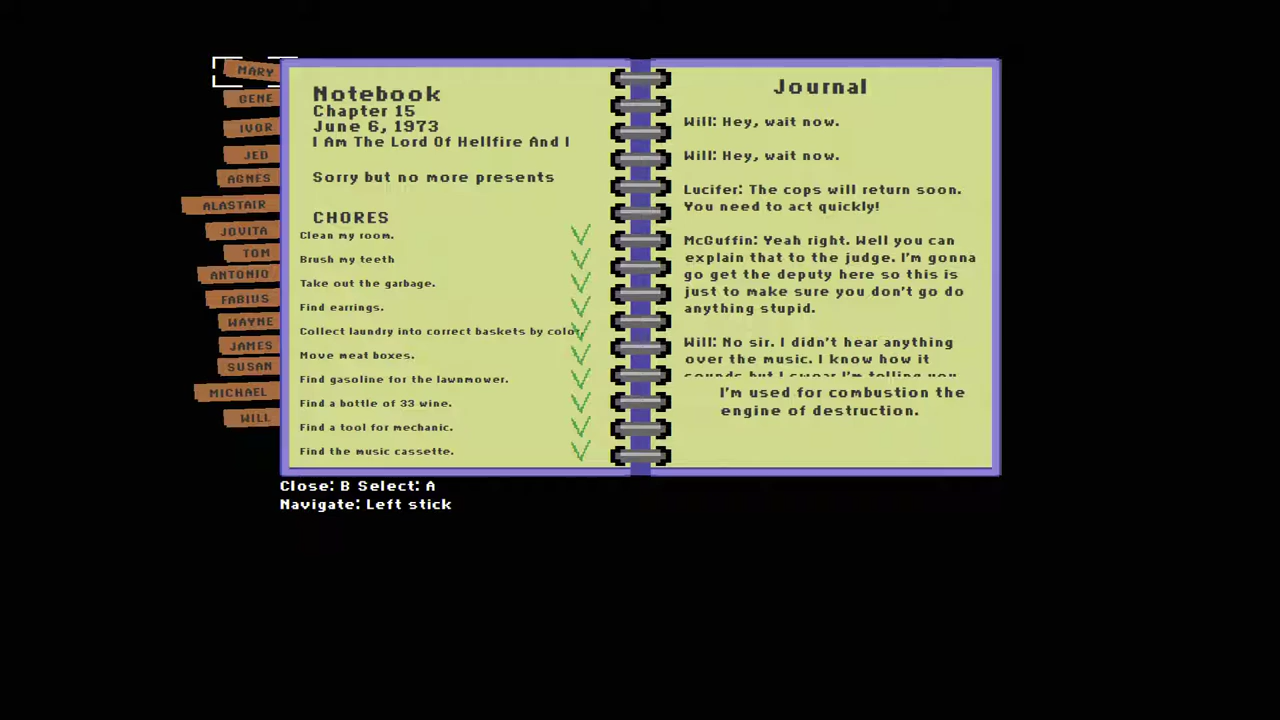 MARY
GENE
IVOR
JED
AGNES
ALASTAIR
JOVITA
TOM
ANTONIO
FABIUS
WAYNE
JAMES
SUSAN
MICHAEL
WILL
Notebook
Chapter 15
June 6, 1973
I Am The Lord Of Hellfire And I
Sorry but no more presents
CHORES
Clean my room.
Brush my teeth
Take out the garbage.
Find earrings.
Collect laundry into correct baskets by color.
Move meat boxes.
Find gasoline for the lawnmower.
Find a bottle of 33 wine.
Find a tool for mechanic.
Find the music cassette.
Journal
Will: Hey, wait now.
Will: Hey, wait now.
Lucifer: The cops will return soon.
You need to act quickly!
McGuffin: Yeah right. Well you can
explain that to the judge. I'm gonna
go get the deputy here so this is
just to make sure you don't go do
anything stupid.
Will: No sir. I didn't hear anything
over the music. I know how it
sounds but I swear I'm telling you
I'm used for combustion the
engine of destruction.
Close: B Select: A
Navigate: Left stick